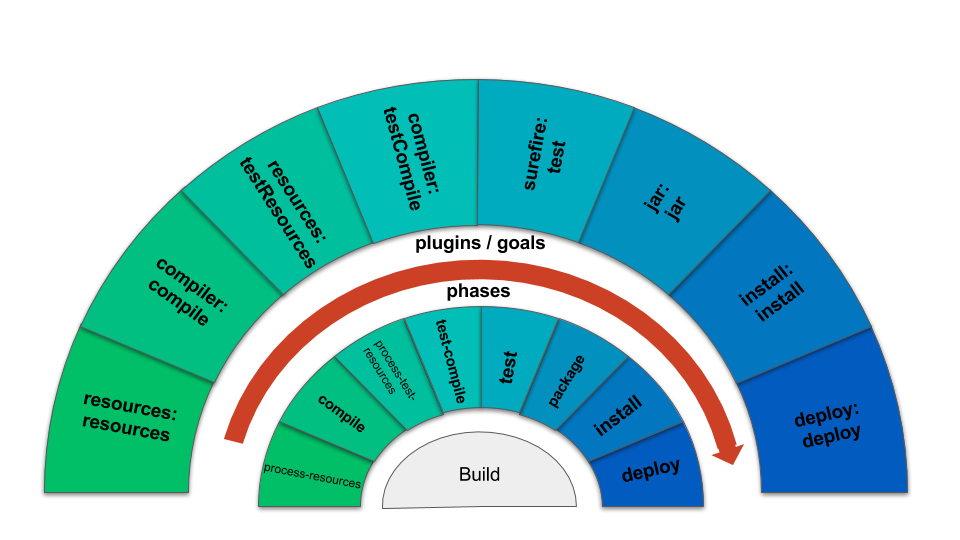 resources:
resources
compiler:
compile
resources:
testResources
compiler:
testCompile
surefire:
test
jar:
jar
install:
install
deploy:
deploy
plugins / goals
phases
process-resources
compile
process-test-
resources
test-compile
test
package
install
deploy
Build